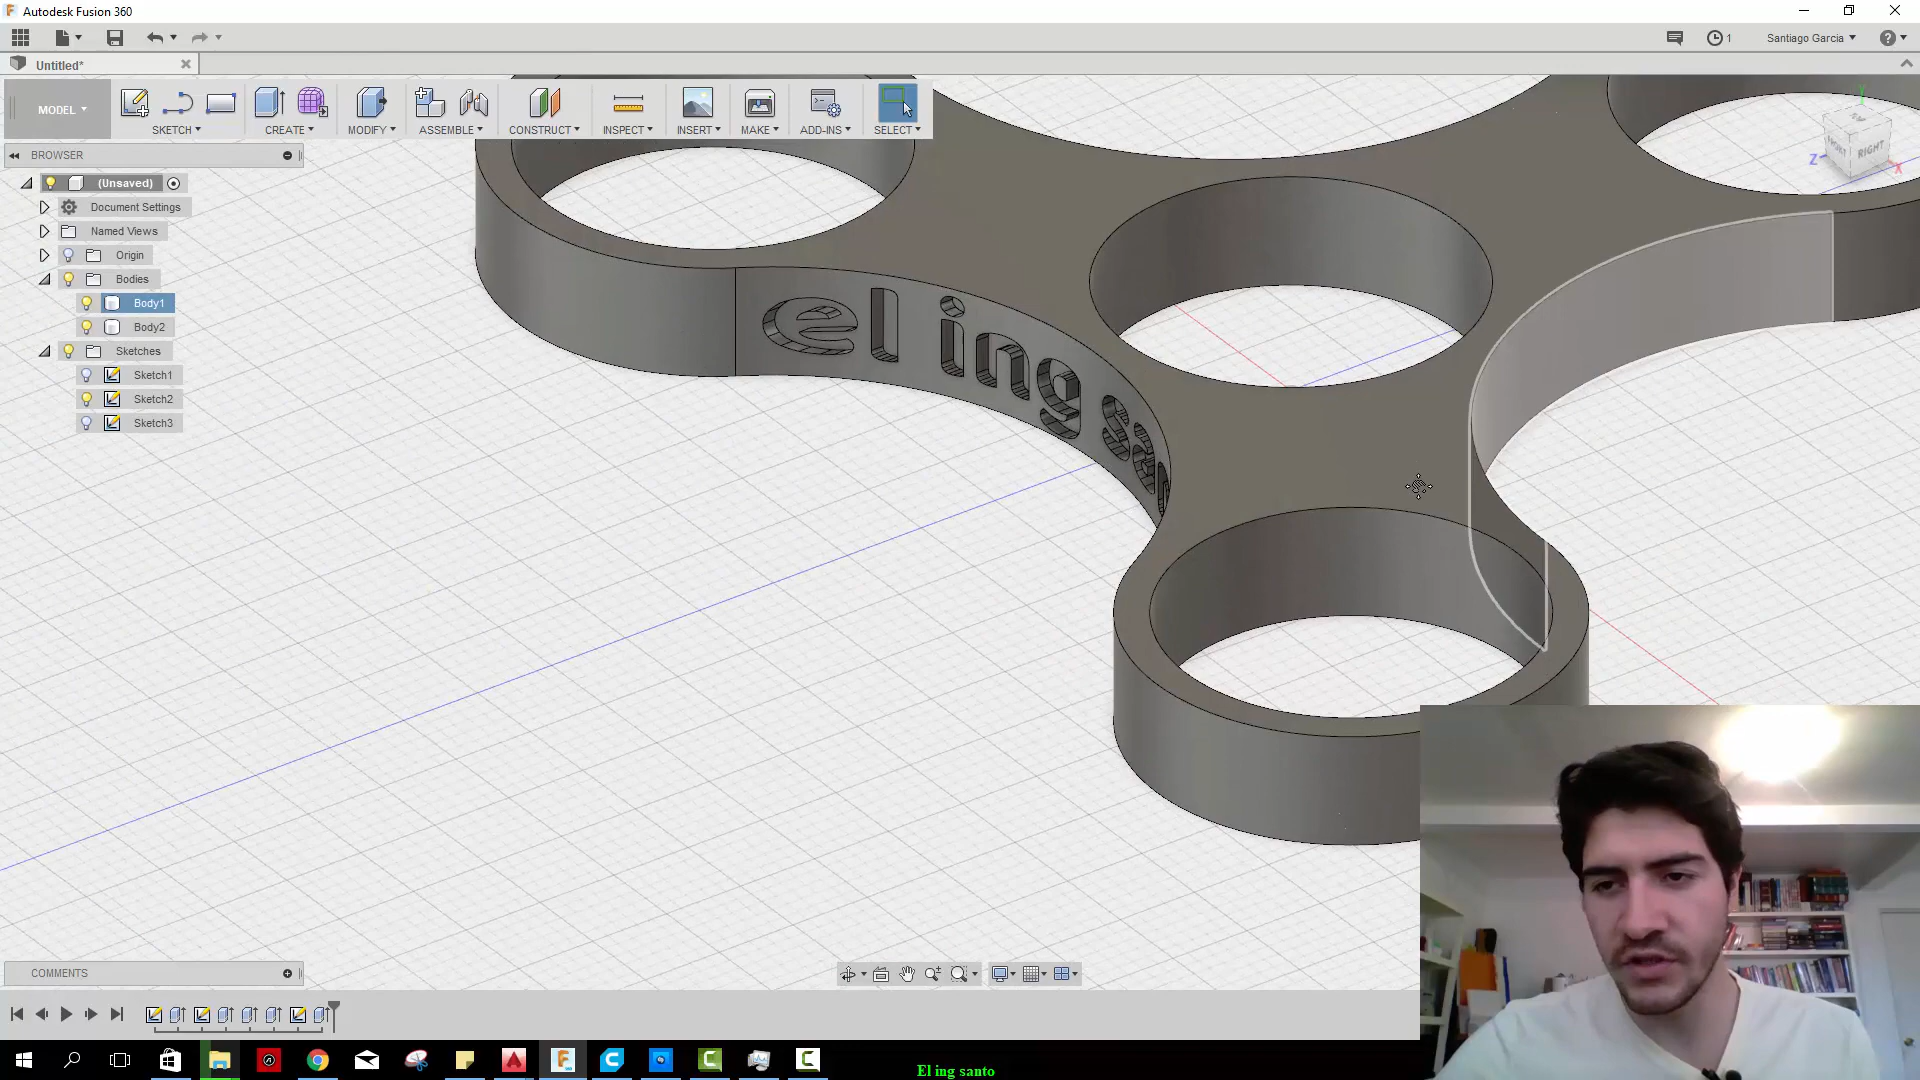 Autodesk Fusion 360
1
Santiago Garcia
Untitled*
MODEL
SKETCH
CREATE
MODIFY
ASSEMBLE
CONSTRUCT
INSPECT
INSERT
MAKE
ADD-INS
SELECT
BROWSER
(Unsaved)
Document Settings
Named Views
Origin
Bodies
Body1
Body2
Sketches
Sketch1
Sketch2
Sketch3
Y
Z
RIGHT
X
el ing san
COMMENTS
El ing santo